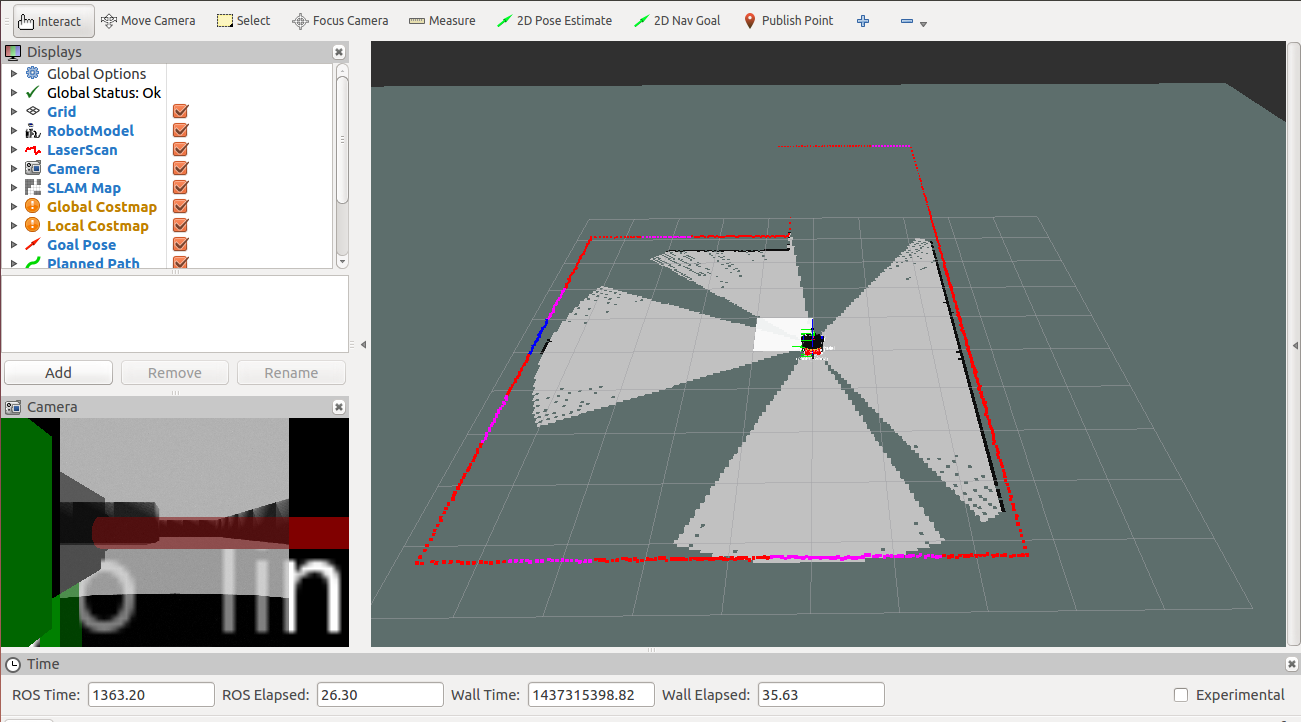 Interact Move Camera Select Focus Camera Measure 2D Pose Estimate 2D Nav Goal Publish Point
Displays
Global Options
Global Status: Ok
Grid
RobotModel
LaserScan
Camera
SLAM Map
Global Costmap
Local Costmap
Goal Pose
Planned Path
Add Remove Rename
Camera
o lin
Time
ROS Time: 1363.20 ROS Elapsed: 26.30 Wall Time: 1437315398.82 Wall Elapsed: 35.63 Experimental